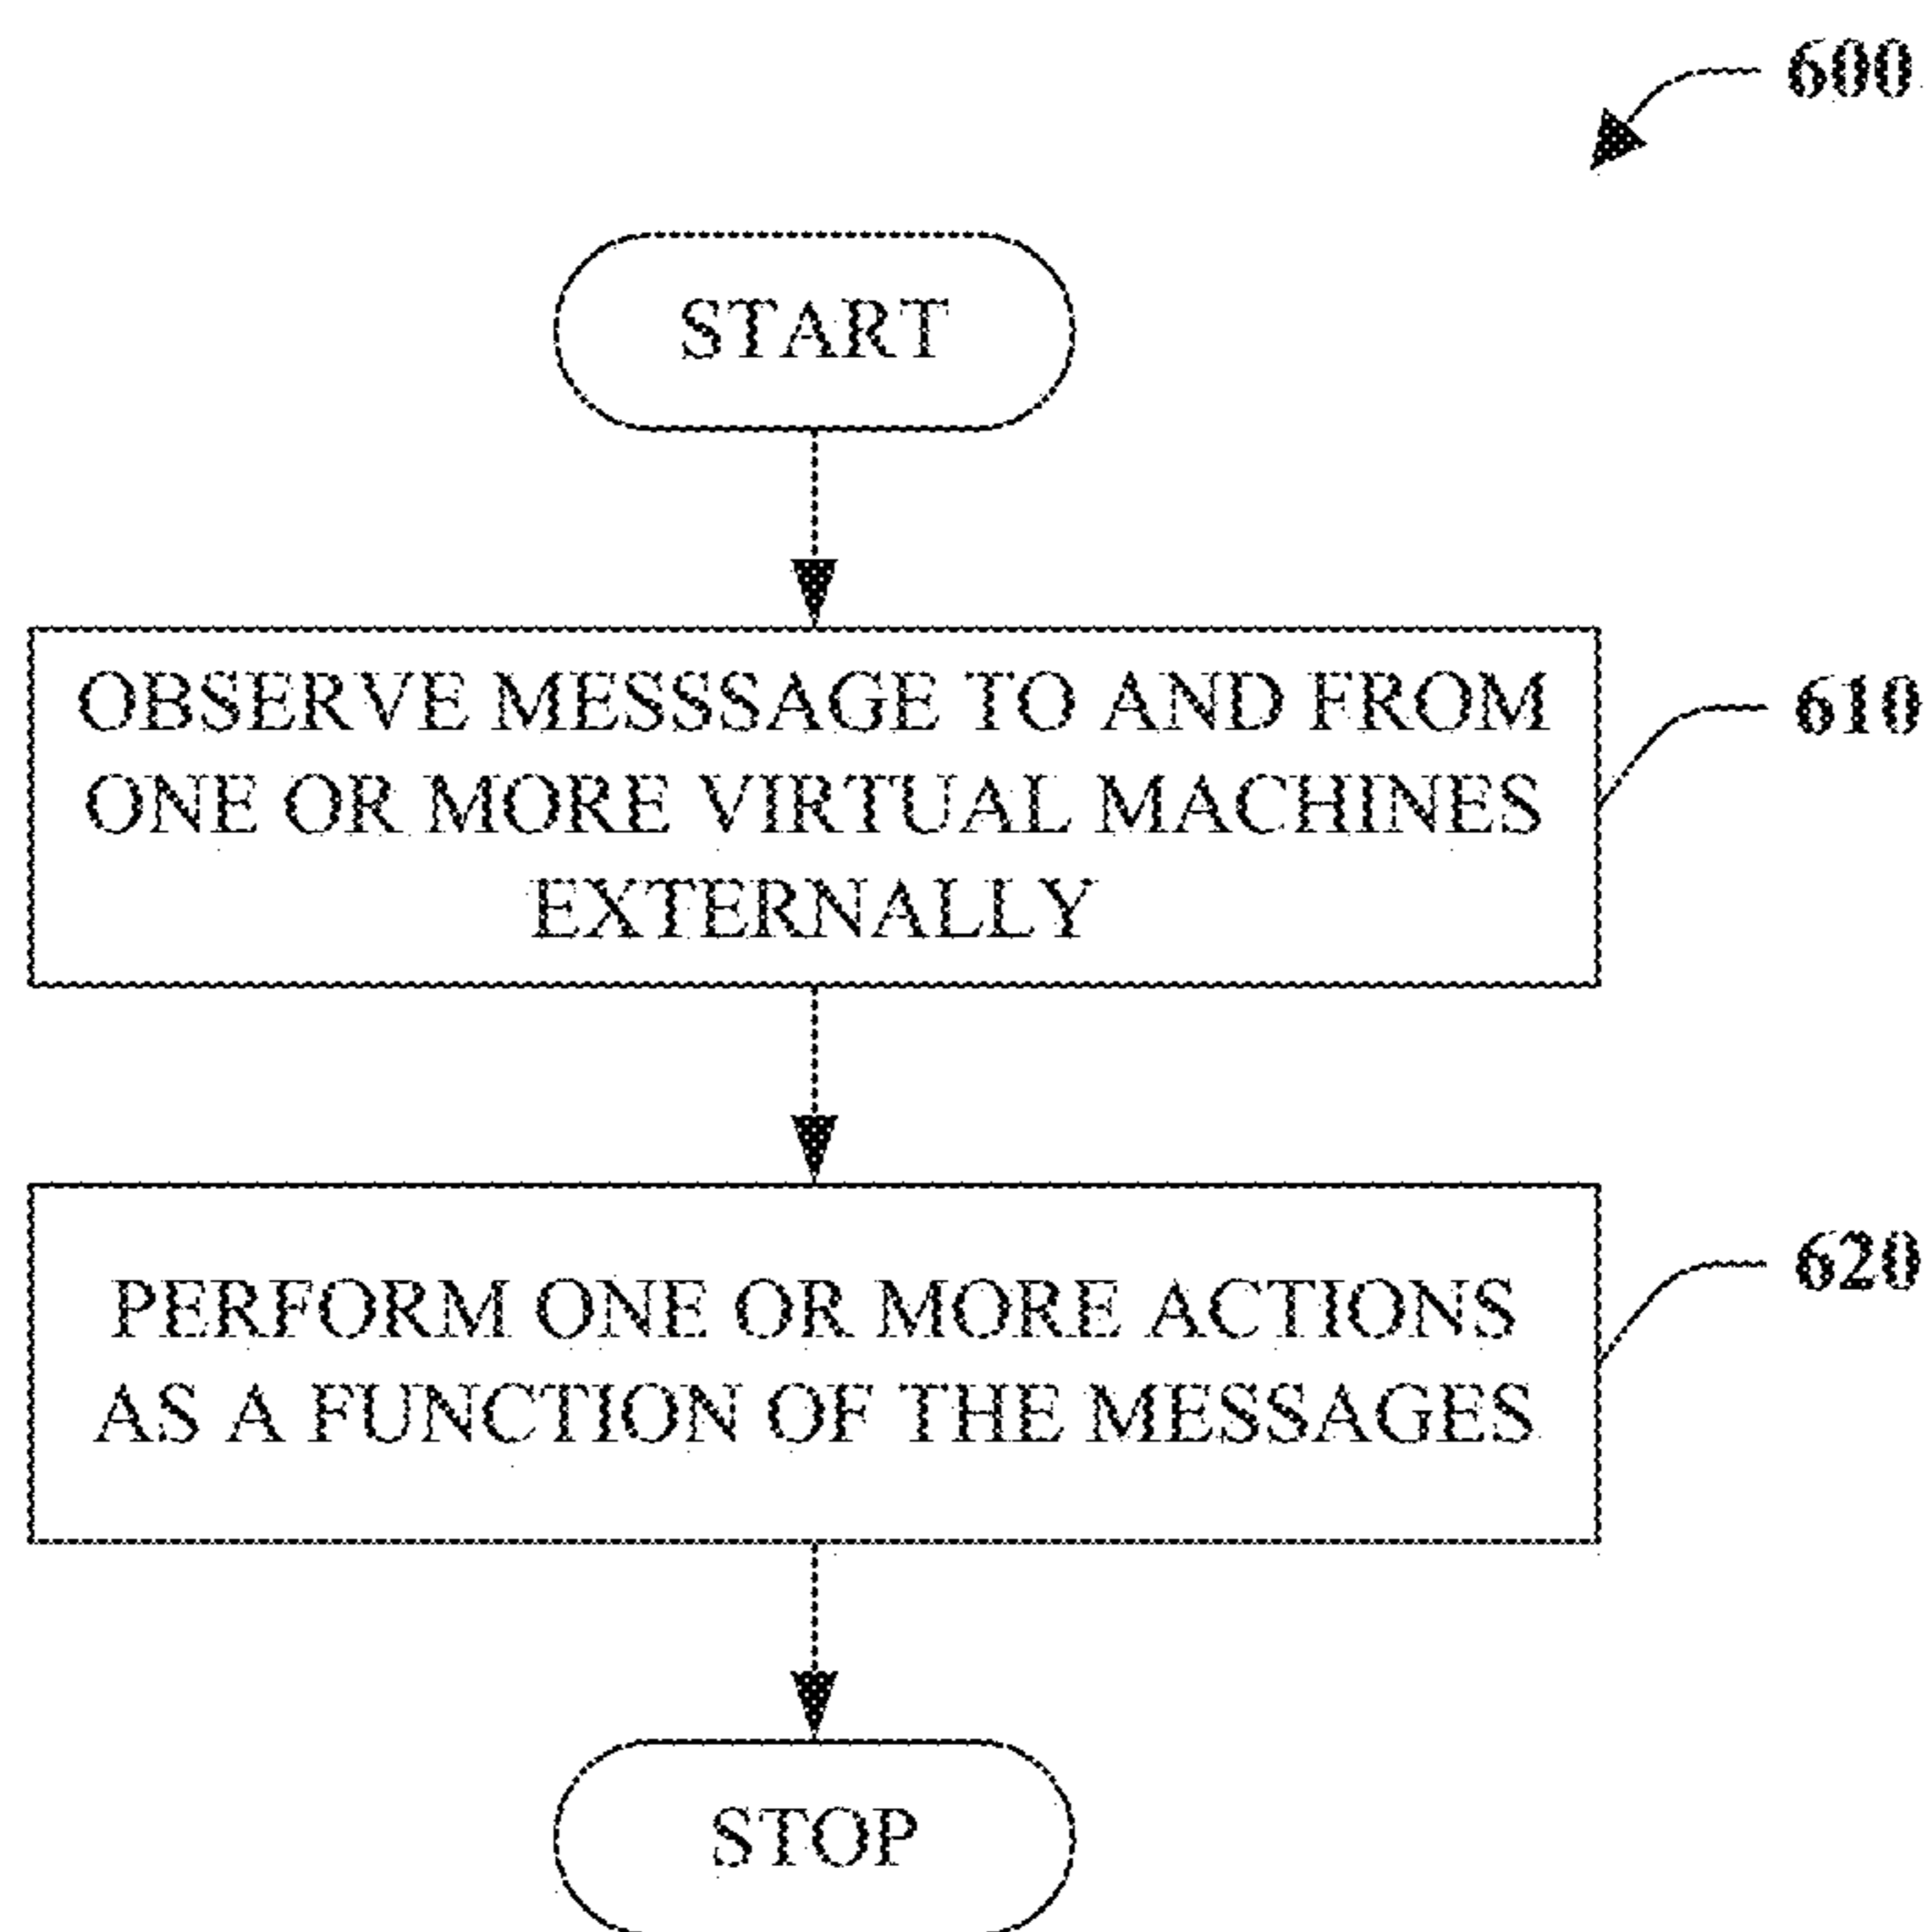 600
START
OBSERVE MESSSAGE TO AND FROM
ONE OR MORE VIRTUAL MACHINES
EXTERNALLY
610
PERFORM ONE OR MORE ACTIONS
AS A FUNCTION OF THE MESSAGES
620
STOP